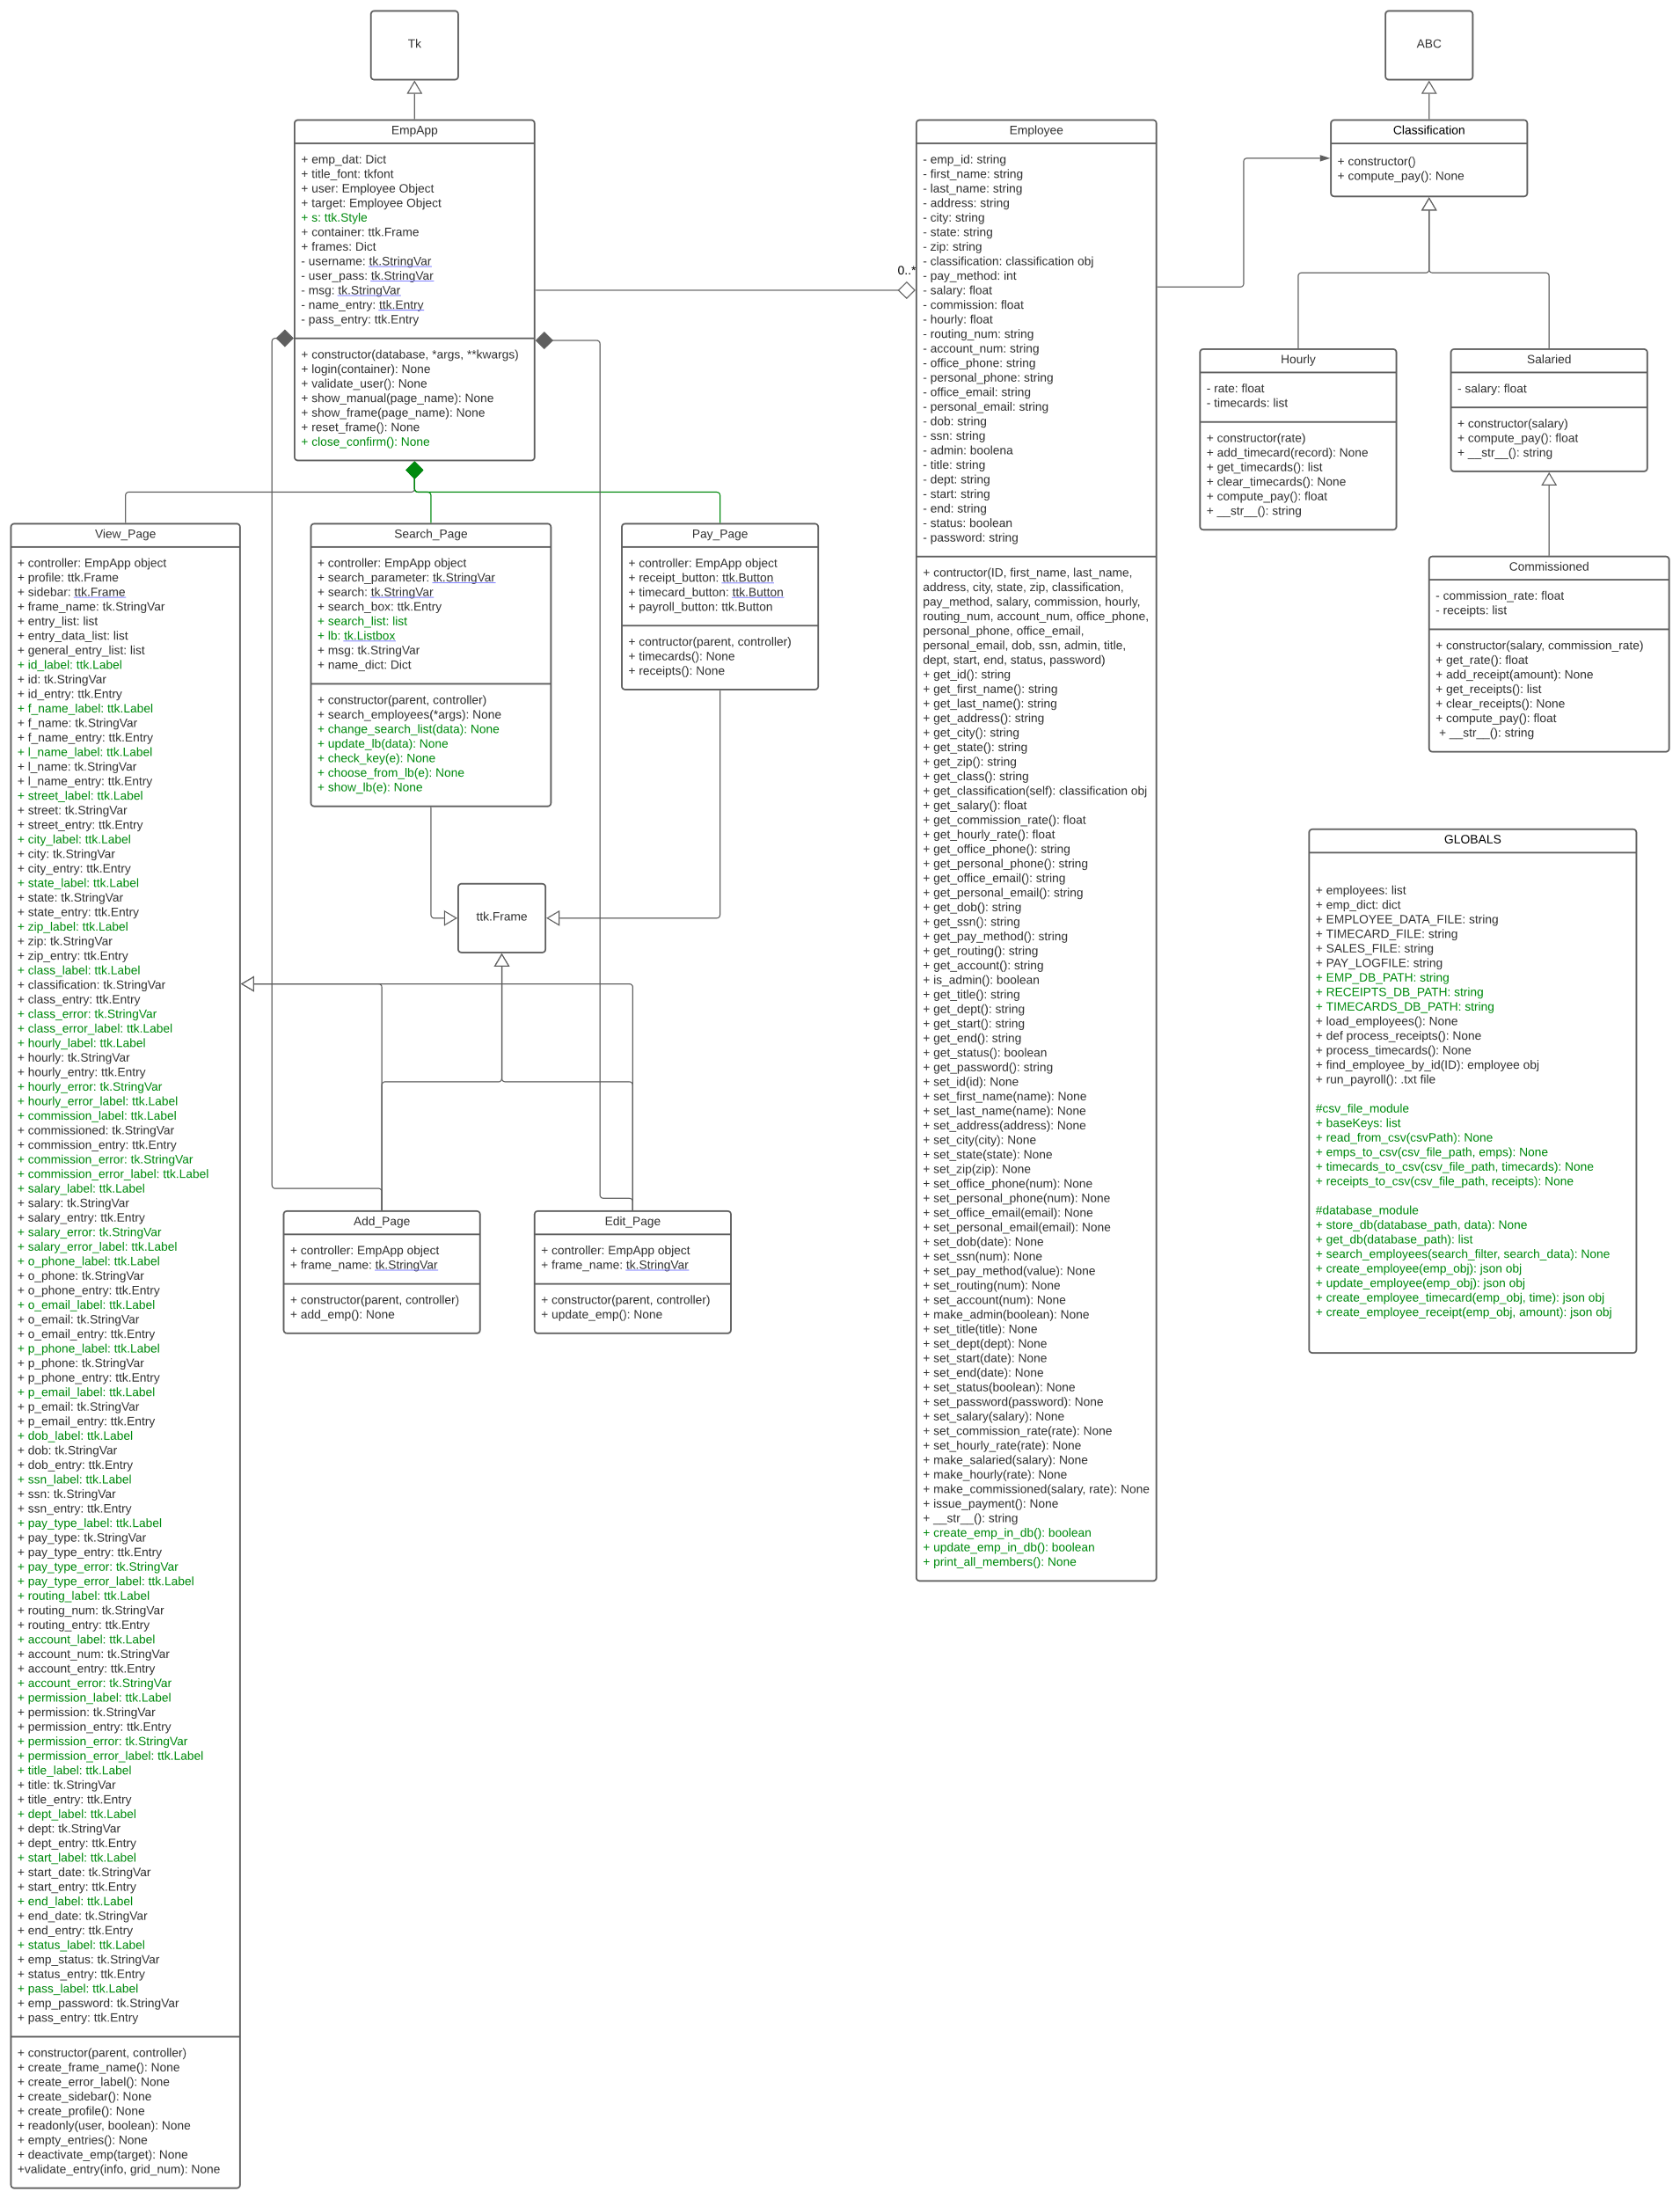 Tk
EmpApp
+ emp_dat: Dict
+ title_font: tkfont
+ user: Employee Object
+ target: Employee Object
+ s: ttk.Style
+ container: ttk.Frame
+ frames: Dict
- username: tk.StringVar
- user_pass: tk.StringVar
- msg: tk.StringVar
- name_entry: ttk.Entry
- pass_entry: ttk.Entry
+ constructor(database, *args, **kwargs)
+ login(container): None
+ validate_user(): None
+ show_manual(page_name): None
+ show_frame(page_name): None
+ reset_frame(): None
+ close_confirm(): None
View_Page
+ controller: EmpApp object
+ profile: ttk.Frame
+ sidebar: ttk.Frame
+ frame_name: tk.StringVar
+ entry_list: list
+ entry_data_list: list
+ general_entry_list: list
+ id_label: ttk.Label
+ id: tk.StringVar
+ id_entry: ttk.Entry
+ f_name_label: ttk.Label
+ f_name: tk.StringVar
+ f_name_entry: ttk.Entry
+ l_name_label: ttk.Label
+ l_name: tk.StringVar
+ l_name_entry: ttk.Entry
+ street_label: ttk.Label
+ street: tk.StringVar
+ street_entry: ttk.Entry
+ city_label: ttk.Label
+ city: tk.StringVar
+ city_entry: ttk.Entry
+ state_label: ttk.Label
+ state: tk.StringVar
+ state_entry: ttk.Entry
+ zip_label: ttk.Label
+ zip: tk.StringVar
+ zip_entry: ttk.Entry
+ class_label: ttk.Label
+ classification: tk.StringVar
+ class_entry: ttk.Entry
+ class_error: tk.StringVar
+ class_error_label: ttk.Label
+ hourly_label: ttk.Label
+ hourly: tk.StringVar
+ hourly_entry: ttk.Entry
+ hourly_error: tk.StringVar
+ hourly_error_label: ttk.Label
+ commission_label: ttk.Label
+ commissioned: tk.StringVar
+ commission_entry: ttk.Entry
+ commission_error: tk.StringVar
+ commission_error_label: ttk.Label
+ salary_label: ttk.Label
+ salary: tk.StringVar
+ salary_entry: ttk.Entry
+ salary_error: tk.StringVar
+ salary_error_label: ttk.Label
+ o_phone_label: ttk.Label
+ o_phone: tk.StringVar
+ o_phone_entry: ttk.Entry
+ o_email_label: ttk.Label
+ o_email: tk.StringVar
+ o_email_entry: ttk.Entry
+ p_phone_label: ttk.Label
+ p_phone: tk.StringVar
+ p_phone_entry: ttk.Entry
+ p_email_label: ttk.Label
+ p_email: tk.StringVar
+ p_email_entry: ttk.Entry
+ dob_label: ttk.Label
+ dob: tk.StringVar
+ dob_entry: ttk.Entry
+ ssn_label: ttk.Label
+ ssn: tk.StringVar
+ ssn_entry: ttk.Entry
+ pay_type_label: ttk.Label
+ pay_type: tk.StringVar
+ pay_type_entry: ttk.Entry
+ pay_type_error: tk.StringVar
+ pay_type_error_label: ttk.Label
+ routing_label: ttk.Label
+ routing_num: tk.StringVar
+ routing_entry: ttk.Entry
+ account_label: ttk.Label
+ account_num: tk.StringVar
+ account_entry: ttk.Entry
+ account_error: tk.StringVar
+ permission_label: ttk.Label
+ permission: tk.StringVar
+ permission_entry: ttk.Entry
+ permission_error: tk.StringVar
+ permission_error_label: ttk.Label
+ title_label: ttk.Label
+ title: tk.StringVar
+ title_entry: ttk.Entry
+ dept_label: ttk.Label
+ dept: tk.StringVar
+ dept_entry: ttk.Entry
+ start_label: ttk.Label
+ start_date: tk.StringVar
+ start_entry: ttk.Entry
+ end_label: ttk.Label
+ end_date: tk.StringVar
+ end_entry: ttk.Entry
+ status_label: ttk.Label
+ emp_status: tk.StringVar
+ status_entry: ttk.Entry
+ pass_label: ttk.Label
+ emp_password: tk.StringVar
+ pass_entry: ttk.Entry
+ constructor(parent, controller)
+ create_frame_name(): None
+ create_error_label(): None
+ create_sidebar(): None
+ create_profile(): None
+ readonly(user, boolean): None
+ empty_entries(): None
+ deactivate_emp(target): None
+validate_entry(info, grid_num): None
Search_Page
+ controller: EmpApp object
+ search_parameter: tk.StringVar
+ search: tk.StringVar
+ search_box: ttk.Entry
+ search_list: list
+ lb: tk.Listbox
+ msg: tk.StringVar
+ name_dict: Dict
+ constructor(parent, controller)
+ search_employees(*args): None
+ change_search_list(data): None
+ update_lb(data): None
+ check_key(e): None
+ choose_from_lb(e): None
+ show_lb(e): None
Pay_Page
+ controller: EmpApp object
+ receipt_button: ttk.Button
+ timecard_button: ttk.Button
+ payroll_button: ttk.Button
+ contructor(parent, controller)
+ timecards(): None
+ receipts(): None
ttk.Frame
Add_Page
+ controller: EmpApp object
+ frame_name: tk.StringVar
+ constructor(parent, controller)
+ add_emp(): None
Edit_Page
+ controller: EmpApp object
+ frame_name: tk.StringVar
+ constructor(parent, controller)
+ update_emp(): None
0..*
Employee
- emp_id: string
- first_name: string
- last_name: string
- address: string
- city: string
- state: string
- zip: string
- classification: classification obj
- pay_method: int
- salary: float
- commission: float
- hourly: float
- routing_num: string
- account_num: string
- office_phone: string
- personal_phone: string
- office_email: string
- personal_email: string
- dob: string
- ssn: string
- admin: boolena
- title: string
- dept: string
- start: string
- end: string
- status: boolean
- password: string
+ contructor(ID, first_name, last_name,
address, city, state, zip, classification,
pay_method, salary, commission, hourly,
routing_num, account_num, office_phone,
personal_phone, office_email,
personal_email, dob, ssn, admin, title,
dept, start, end, status, password)
+ get_id(): string
+ get_first_name(): string
+ get_last_name(): string
+ get_address(): string
+ get_city(): string
+ get_state(): string
+ get_zip(): string
+ get_class(): string
+ get_classification(self): classification obj
+ get_salary(): float
+ get_commission_rate(): float
+ get_hourly_rate(): float
+ get_office_phone(): string
+ get_personal_phone(): string
+ get_office_email(): string
+ get_personal_email(): string
+ get_dob(): string
+ get_ssn(): string
+ get_pay_method(): string
+ get_routing(): string
+ get_account(): string
+ is_admin(): boolean
+ get_title(): string
+ get_dept(): string
+ get_start(): string
+ get_end(): string
+ get_status(): boolean
+ get_password(): string
+ set_id(id): None
+ set_first_name(name): None
+ set_last_name(name): None
+ set_address(address): None
+ set_city(city): None
+ set_state(state): None
+ set_zip(zip): None
+ set_office_phone(num): None
+ set_personal_phone(num): None
+ set_office_email(email): None
+ set_personal_email(email): None
+ set_dob(date): None
+ set_ssn(num): None
+ set_pay_method(value): None
+ set_routing(num): None
+ set_account(num): None
+ make_admin(boolean): None
+ set_title(title): None
+ set_dept(dept): None
+ set_start(date): None
+ set_end(date): None
+ set_status(boolean): None
+ set_password(password): None
+ set_salary(salary): None
+ set_commission_rate(rate): None
+ set_hourly_rate(rate): None
+ make_salaried(salary): None
+ make_hourly(rate): None
+ make_commissioned(salary, rate): None
+ issue_payment(): None
+ __str__(): string
+ create_emp_in_db(): boolean
+ update_emp_in_db(): boolean
+ print_all_members(): None
ABC
Classification
+ constructor()
+ compute_pay(): None
Hourly
- rate: float
- timecards: list
+ constructor(rate)
+ add_timecard(record): None
+ get_timecards(): list
+ clear_timecards(): None
+ compute_pay(): float
+ __str__(): string
Salaried
- salary: float
+ constructor(salary)
+ compute_pay(): float
+ __str__(): string
Commissioned
- commission_rate: float
- receipts: list
+ constructor(salary, commission_rate)
+ get_rate(): float
+ add_receipt(amount): None
+ get_receipts(): list
+ clear_receipts(): None
+ compute_pay(): float
+ __str__(): string
GLOBALS
+ employees: list
+ emp_dict: dict
+ EMPLOYEE_DATA_FILE: string
+ TIMECARD_FILE: string
+ SALES_FILE: string
+ PAY_LOGFILE: string
+ EMP_DB_PATH: string
+ RECEIPTS_DB_PATH: string
+ TIMECARDS_DB_PATH: string
+ load_employees(): None
+ def process_receipts(): None
+ process_timecards(): None
+ find_employee_by_id(ID): employee obj
+ run_payroll(): .txt file
#csv_file_module
+ baseKeys: list
+ read_from_csv(csvPath): None
+ emps_to_csv(csv_file_path, emps): None
+ timecards_to_csv(csv_file_path, timecards): None
+ receipts_to_csv(csv_file_path, receipts): None
#database_module
+ store_db(database_path, data): None
+ get_db(database_path): list
+ search_employees(search_filter, search_data): None
+ create_employee(emp_obj): json obj
+ update_employee(emp_obj): json obj
+ create_employee_timecard(emp_obj, time): json obj
+ create_employee_receipt(emp_obj, amount): json obj